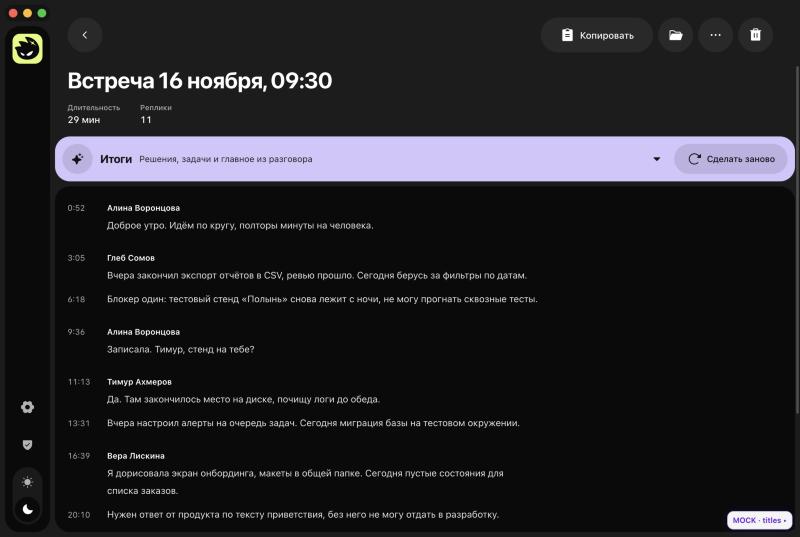 Копировать
Встреча 16 ноября, 09:30
Длительность Реплики
29 мин 11
Итоги Решения, задачи и главное из разговора Сделать заново
0:52 Алина Воронцова
Доброе утро. Идём по кругу, полторы минуты на человека.
3:05 Глеб Сомов
Вчера закончил экспорт отчётов в CSV, ревью прошло. Сегодня берусь за фильтры по датам.
6:18 Блокер один: тестовый стенд «Полынь» снова лежит с ночи, не могу прогнать сквозные тесты.
9:36 Алина Воронцова
Записала. Тимур, стенд на тебе?
11:13 Тимур Ахмеров
Да. Там закончилось место на диске, почищу логи до обеда.
13:31 Вчера настроил алерты на очередь задач. Сегодня миграция базы на тестовом окружении.
16:39 Вера Лискина
Я дорисовала экран онбординга, макеты в общей папке. Сегодня пустые состояния для
списка заказов.
20:10 Нужен ответ от продукта по тексту приветствия, без него не могу отдать в разработку.
МОСК · titles •